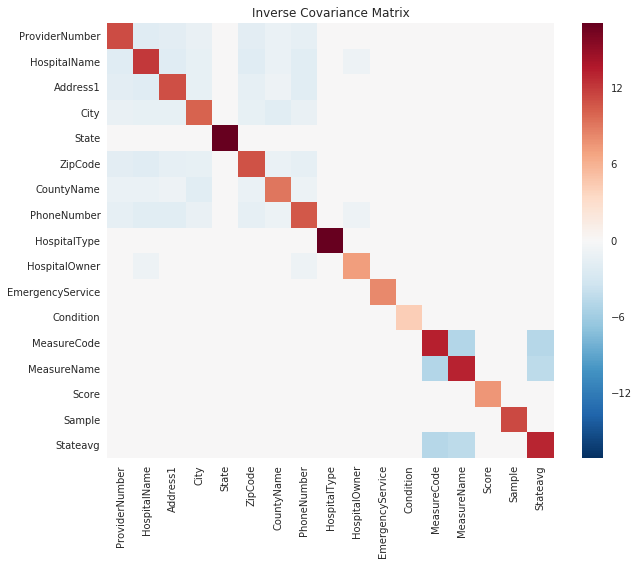 Inverse Covariance Matrix
ProviderNumber
HospitalName
Address1
City
State
ZipCode
CountyName
PhoneNumber
HospitalType
HospitalOwner
EmergencyService
Condition
MeasureCode
MeasureName
Score
Sample
Stateavg
12
6
0
−6
−12
ProviderNumber
HospitalName
Address1
City
State
ZipCode
CountyName
PhoneNumber
HospitalType
HospitalOwner
EmergencyService
Condition
MeasureCode
MeasureName
Score
Sample
Stateavg